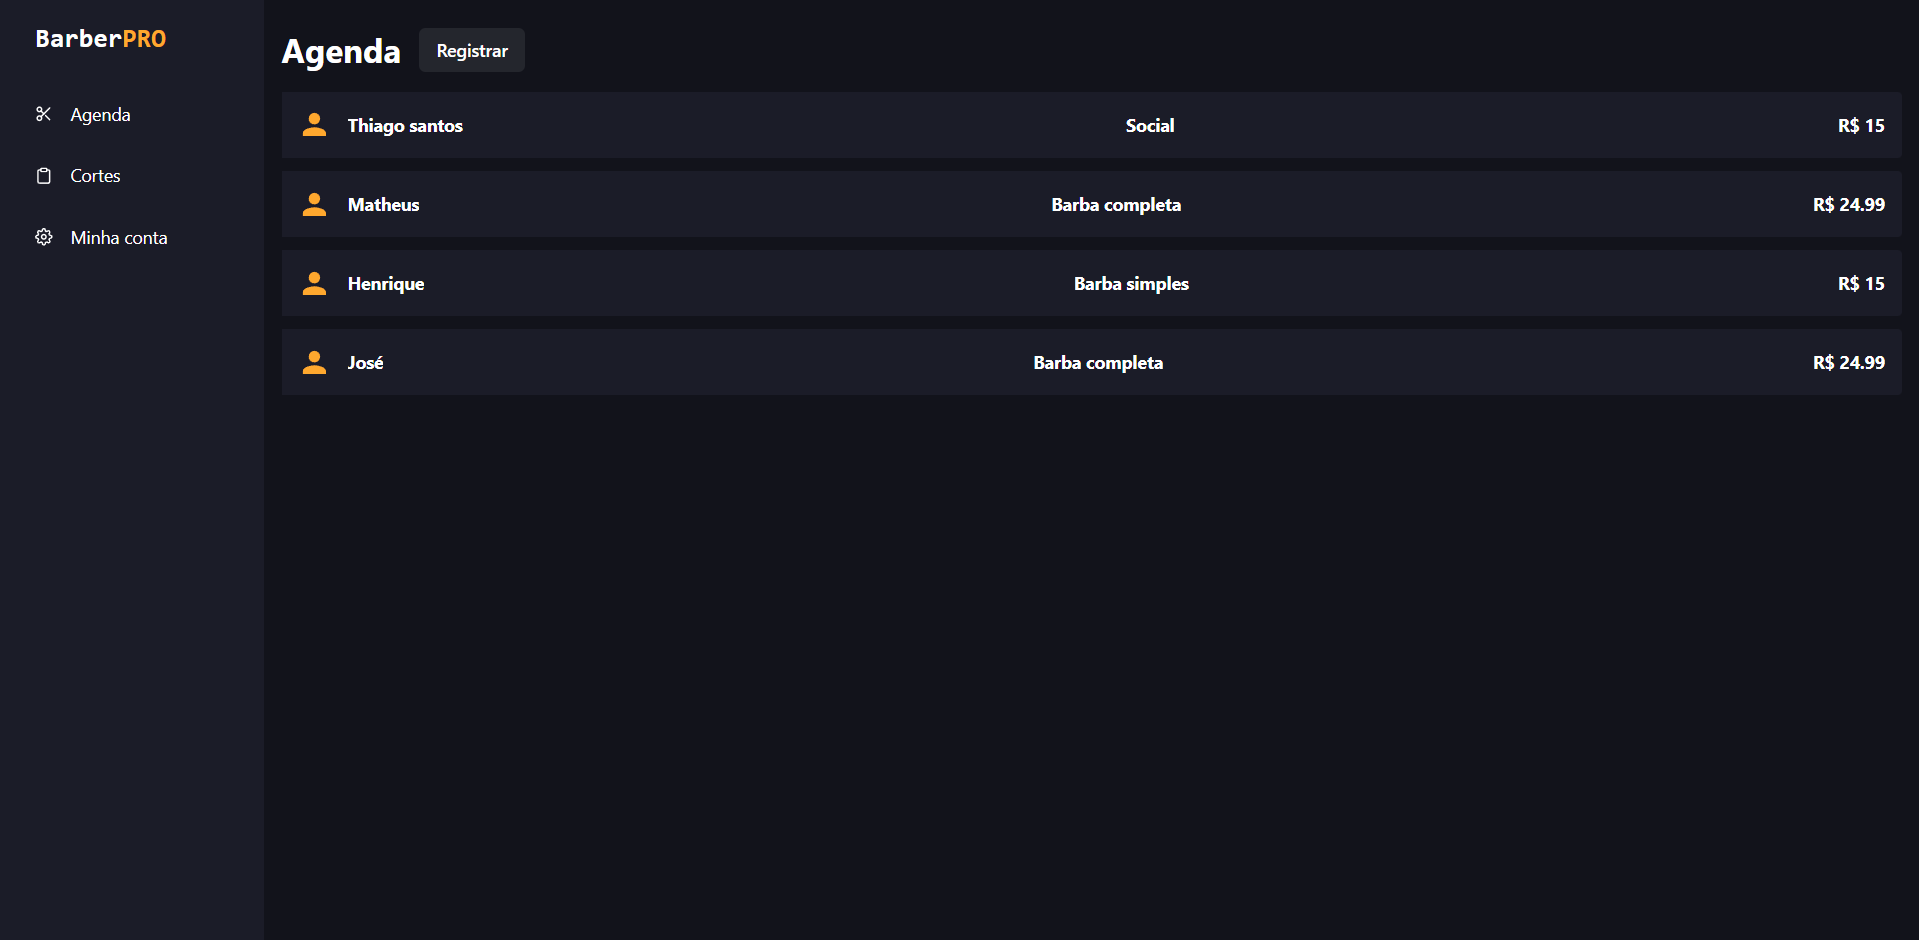 BarberPRO
Agenda
Cortes
Minha conta
Agenda Registrar
Thiago santos Social R$ 15
Matheus Barba completa R$ 24.99
Henrique Barba simples R$ 15
José Barba completa R$ 24.99